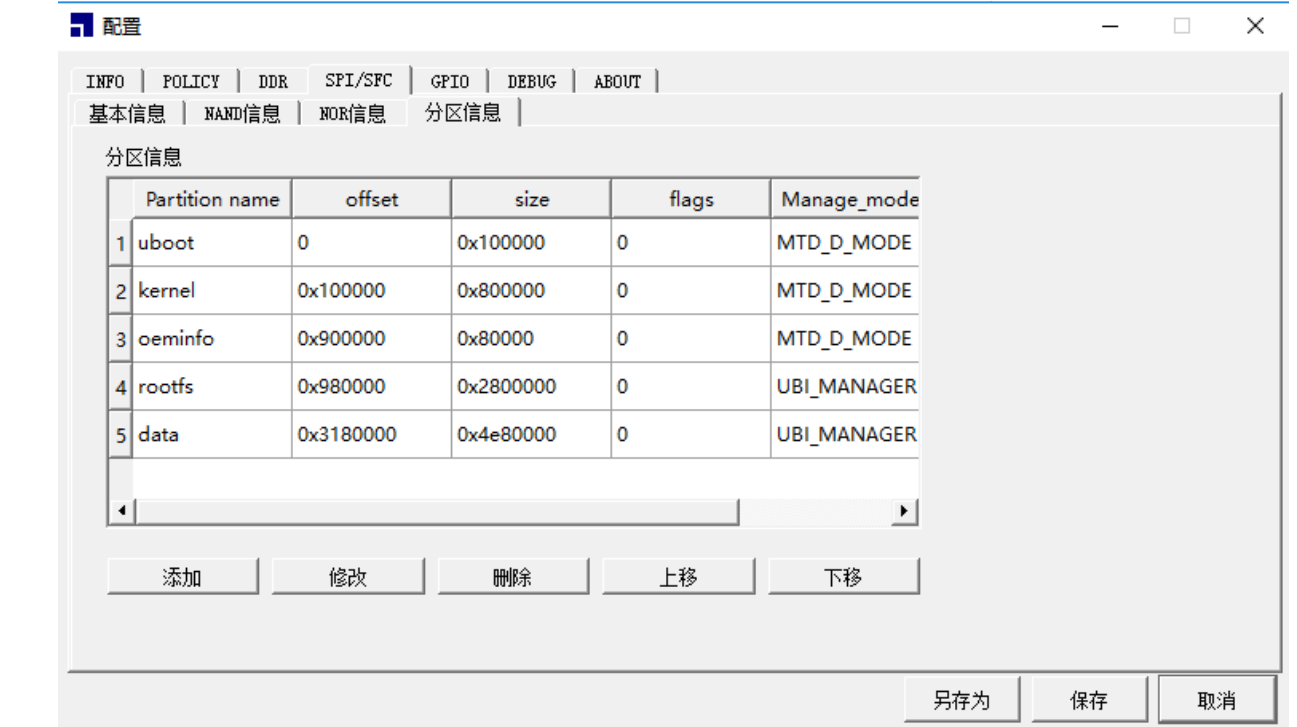 配置
INFO POLICY DDR SPI/SFC GPIO DEBUG ABOUT
基本信息 NAND信息 NOR信息 分区信息
分区信息
Partition name offset size flags Manage_mode
1 uboot 0 0x100000 0 MTD_D_MODE
2 kernel 0x100000 0x800000 0 MTD_D_MODE
3 oeminfo 0x900000 0x80000 0 MTD_D_MODE
4 rootfs 0x980000 0x2800000 0 UBI_MANAGER
5 data 0x3180000 0x4e80000 0 UBI_MANAGER
添加 修改 删除 上移 下移
另存为 保存 取消